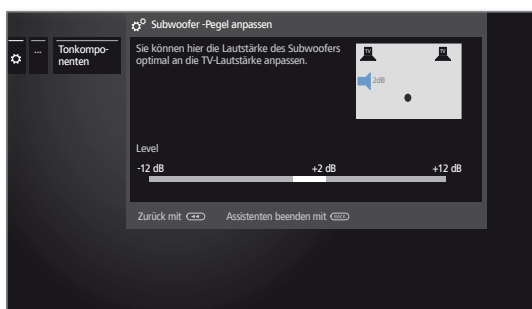 Subwoofer -Pegel anpassen
...
Tonkompo-
nenten
Sie können hier die Lautstärke des Subwoofers
optimal an die TV-Lautstärke anpassen.
TV
TV
2dB
Level
-12 dB
+2 dB
+12 dB
Zurück mit
Assistenten beenden mit BACK